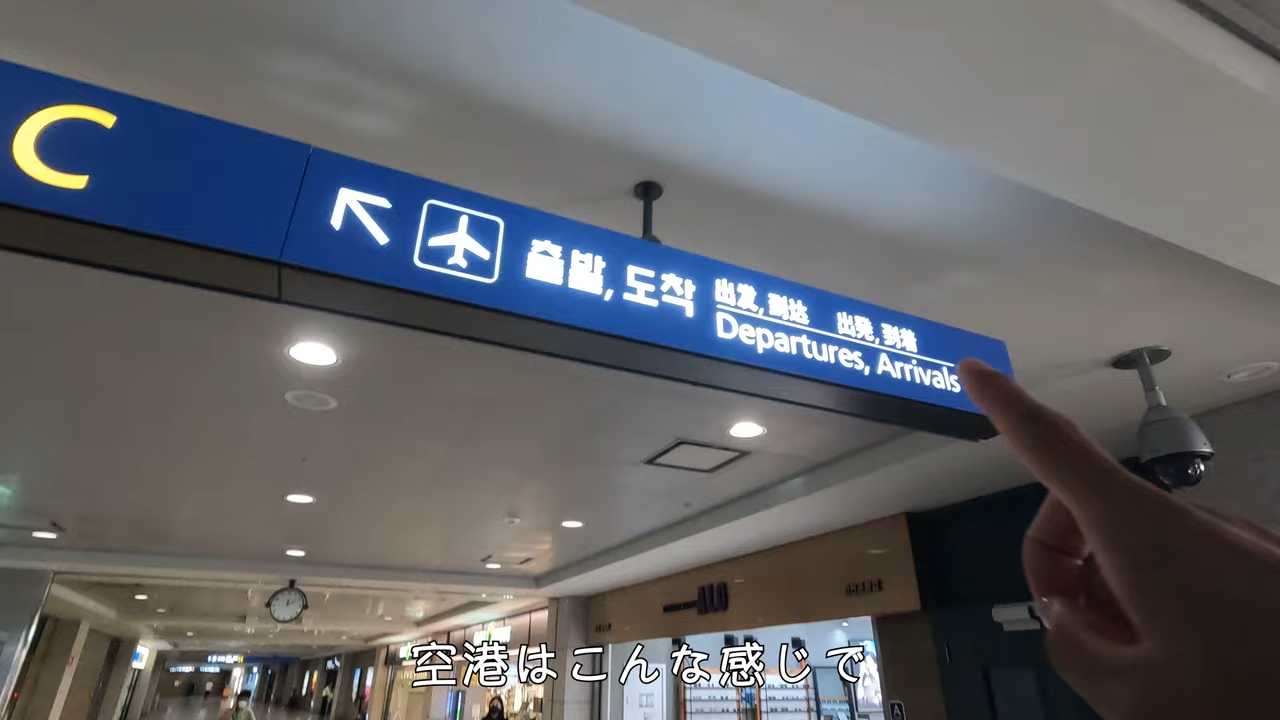 C
출발, 도착
出发, 到达 出発, 到着
Departures, Arrivals
ALO
空港はこんな感じで